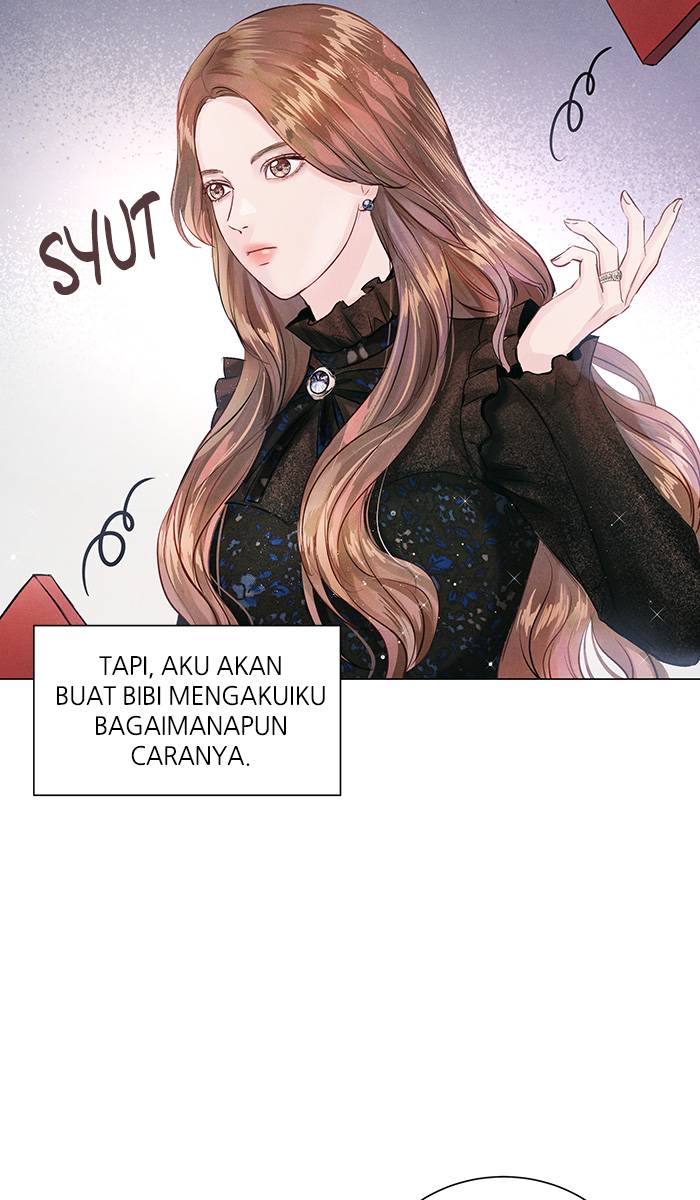 SYUT
TAPI, AKU AKAN
BUAT BIBI MENGAKUIKU
BAGAIMANAPUN
CARANYA.